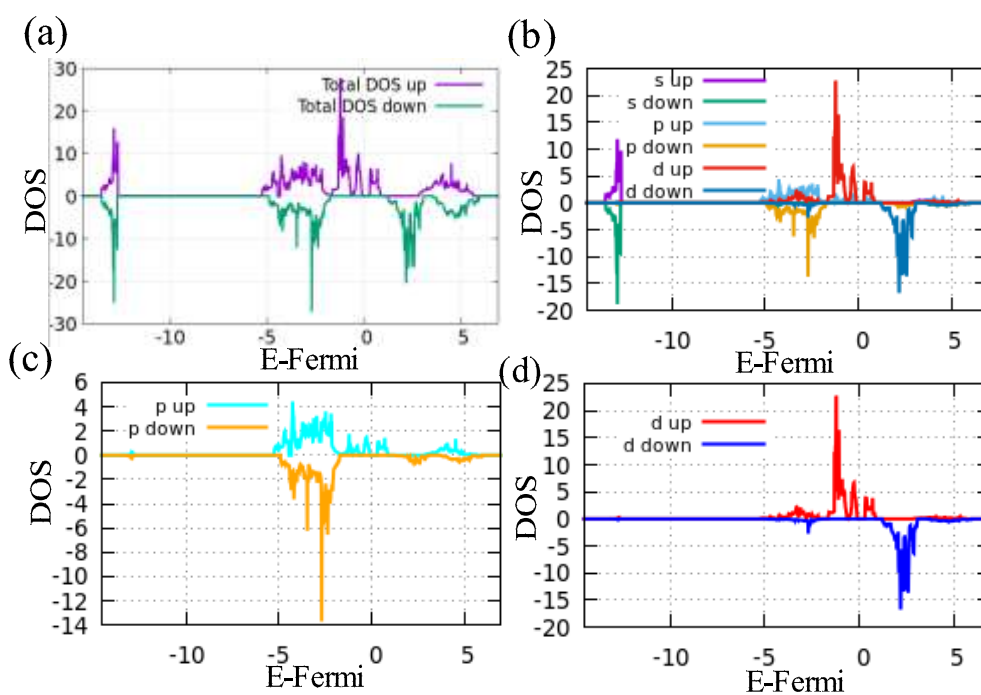 (a)
30
20
10
0
-10
-20
-30
DOS
Total DOS up
Total DOS down
-10
-5
0
5
E-Fermi
(b)
25
20
15
10
5
0
-5
-10
-15
-20
DOS
s up
s down
p up
p down
d up
d down
-10
-5
0
5
E-Fermi
(c)
6
4
2
0
-2
-4
-6
-8
-10
-12
-14
DOS
p up
p down
-10
-5
0
5
E-Fermi
(d)
25
20
15
10
5
0
-5
-10
-15
-20
DOS
d up
d down
-10
-5
0
5
E-Fermi